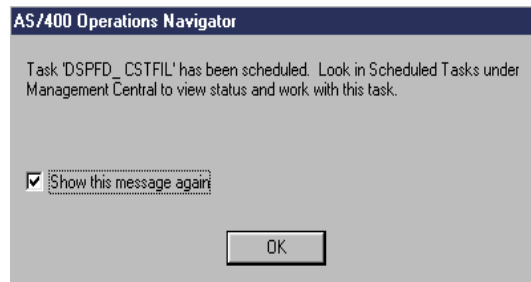 AS/400 Operations Navigator
Task 'DSPFD_ CSTFIL' has been scheduled. Look in Scheduled Tasks under
Management Central to view status and work with this task.
Show this message again
OK